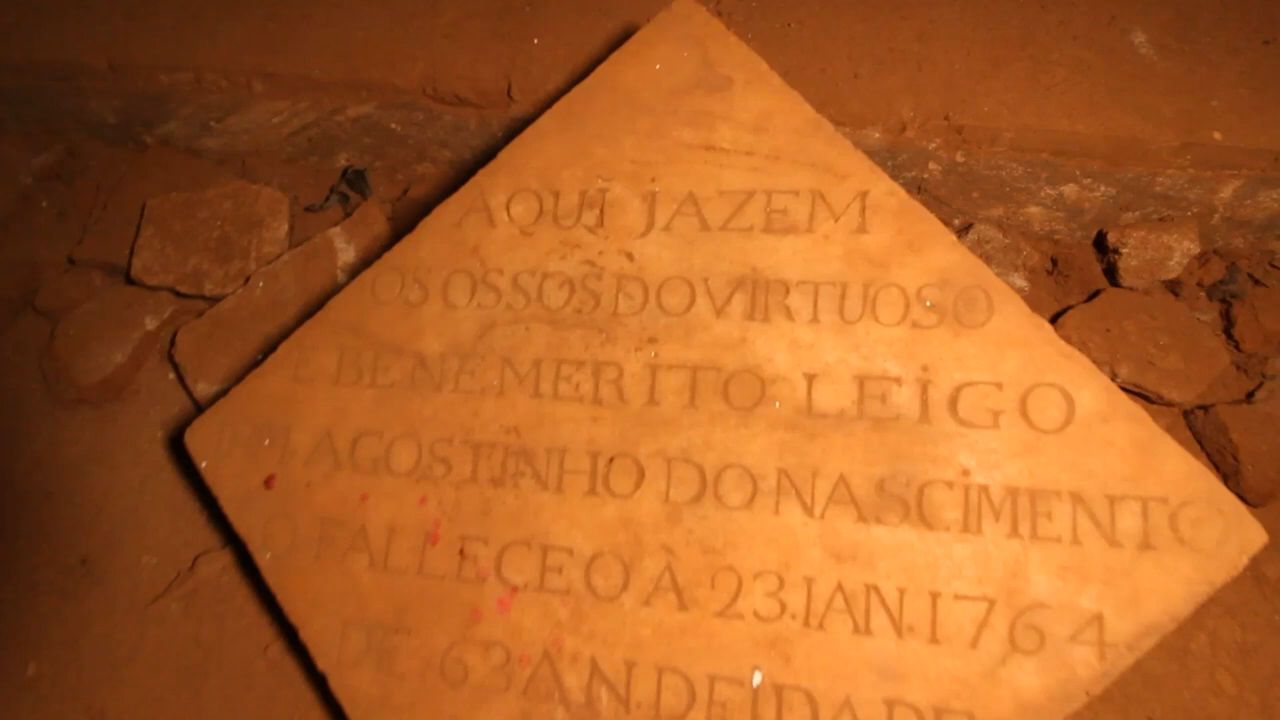 AQUI JAZEM
OS OSSOS DO VIRTUOSO
E BENEMERITO LEIGO
AGOSTINHO DO NASCIMENTO
FALLECEO À 23. IAN. 1764.
DE 63 AN. DE IDADE